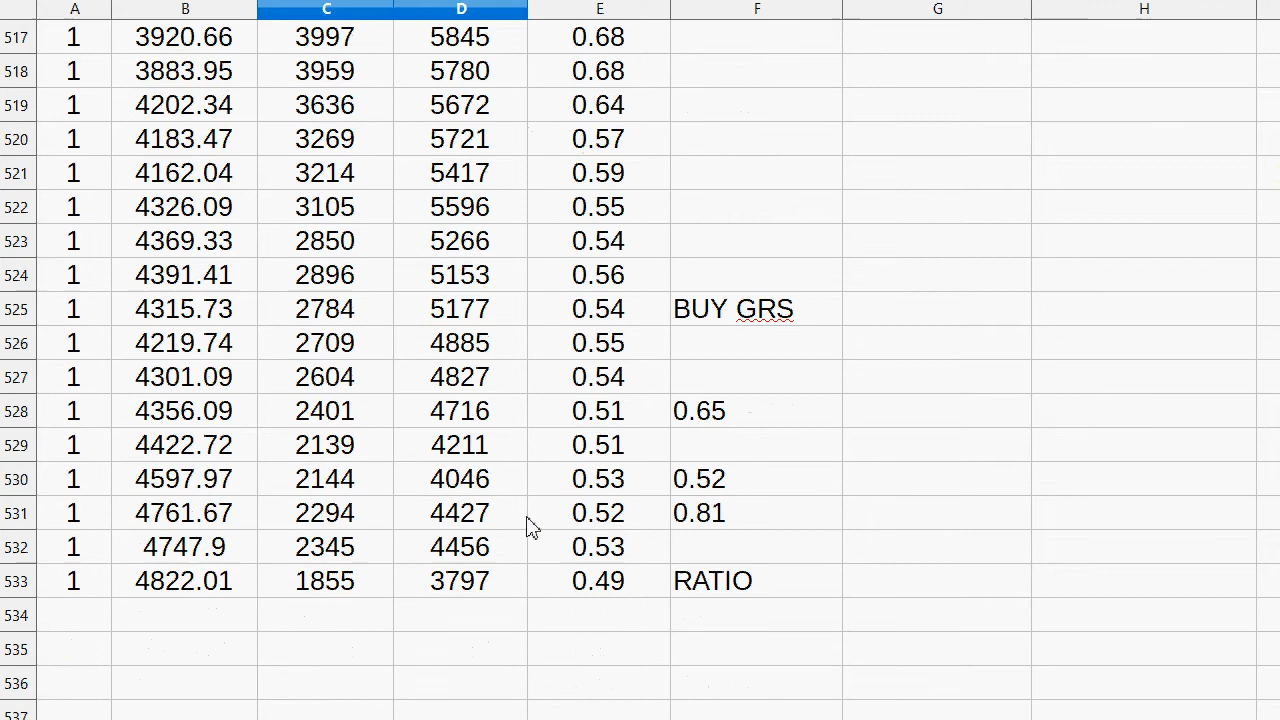 A B C D E F G H
517 1 3920.66 3997 5845 0.68
518 1 3883.95 3959 5780 0.68
519 1 4202.34 3636 5672 0.64
520 1 4183.47 3269 5721 0.57
521 1 4162.04 3214 5417 0.59
522 1 4326.09 3105 5596 0.55
523 1 4369.33 2850 5266 0.54
524 1 4391.41 2896 5153 0.56
525 1 4315.73 2784 5177 0.54 BUY GRS
526 1 4219.74 2709 4885 0.55
527 1 4301.09 2604 4827 0.54
528 1 4356.09 2401 4716 0.51 0.65
529 1 4422.72 2139 4211 0.51
530 1 4597.97 2144 4046 0.53 0.52
531 1 4761.67 2294 4427 0.52 0.81
532 1 4747.9 2345 4456 0.53
533 1 4822.01 1855 3797 0.49 RATIO
534
535
536
537